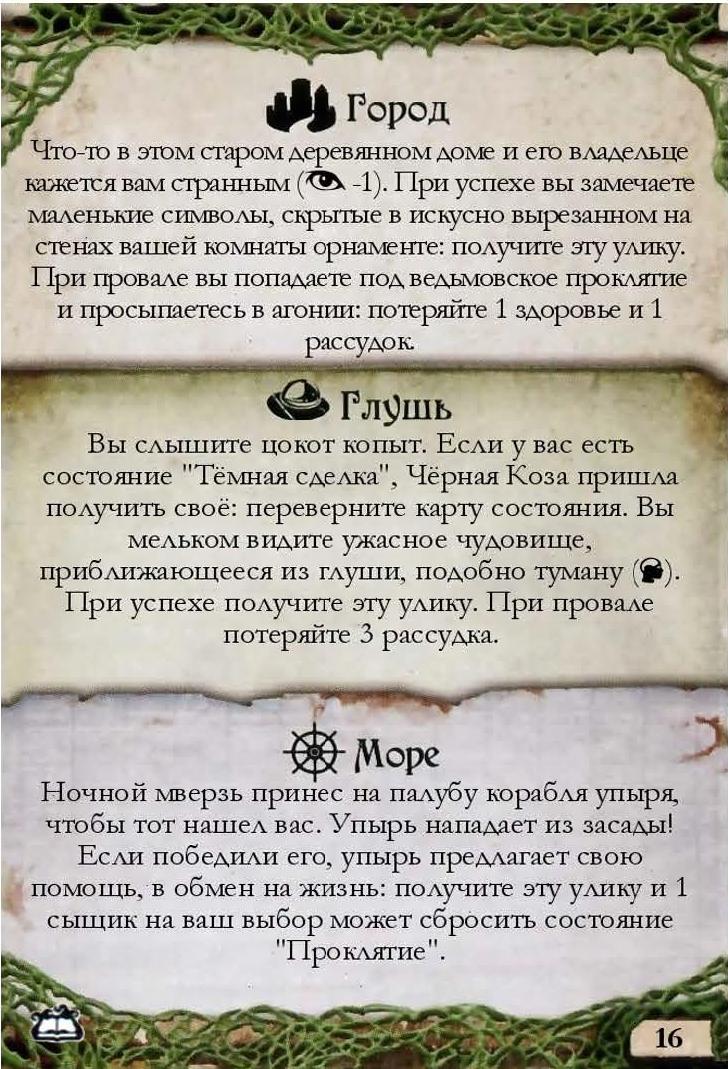 Город
Что-то в этом старом деревянном доме и его владельце
кажется вам странным ( -1). При успехе вы замечаете
маленькие символы, скрытые в искусно вырезанном на
стенах вашей комнаты орнаменте: получите эту улику.
При провале вы попадаете под ведьмовское проклятие
и просыпаетесь в агонии: потеряйте 1 здоровье и 1
рассудок.
Глушь
Вы слышите цокот копыт. Если у вас есть
состояние "Тёмная сделка", Чёрная Коза пришла
получить своё: переверните карту состояния. Вы
мельком видите ужасное чудовище,
приближающееся из глуши, подобно туману ( ).
При успехе получите эту улику. При провале
потеряйте 3 рассудка.
Море
Ночной мверзь принес на палубу корабля упыря,
чтобы тот нашел вас. Упырь нападает из засады!
Если победили его, упырь предлагает свою
помощь, в обмен на жизнь: получите эту улику и 1
сыщик на ваш выбор может сбросить состояние
"Проклятие".
16